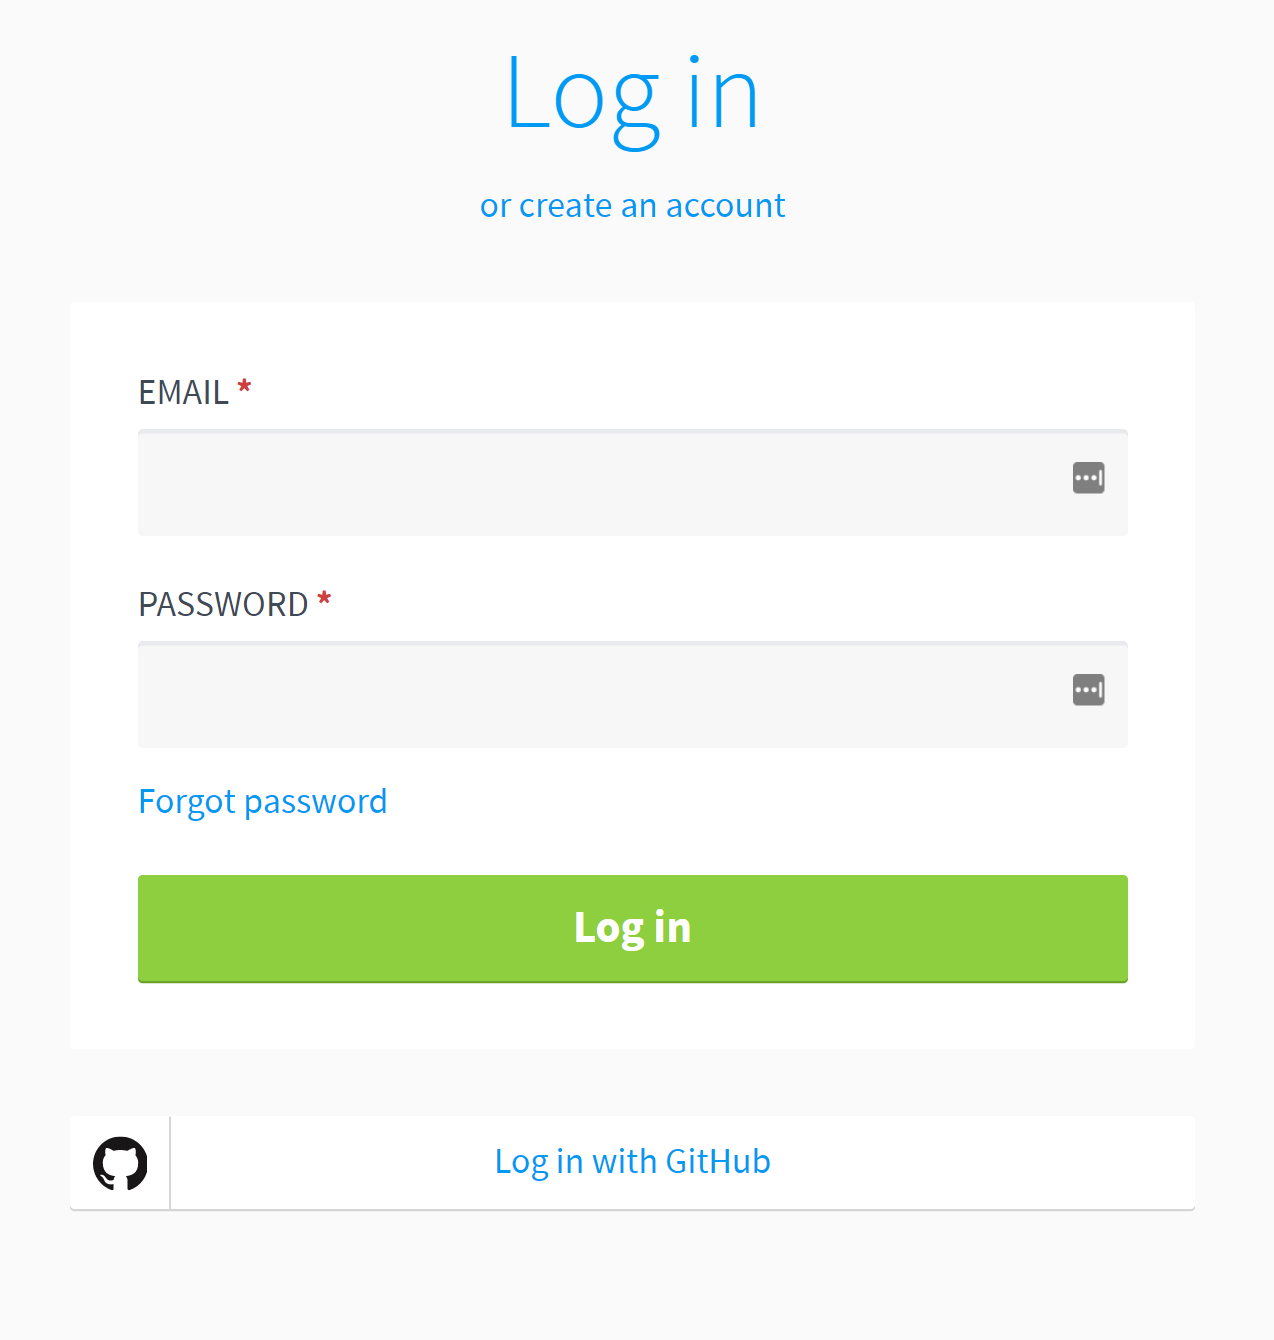 Log in
or create an account
EMAIL *
PASSWORD *
Forgot password
Log in
Log in with GitHub